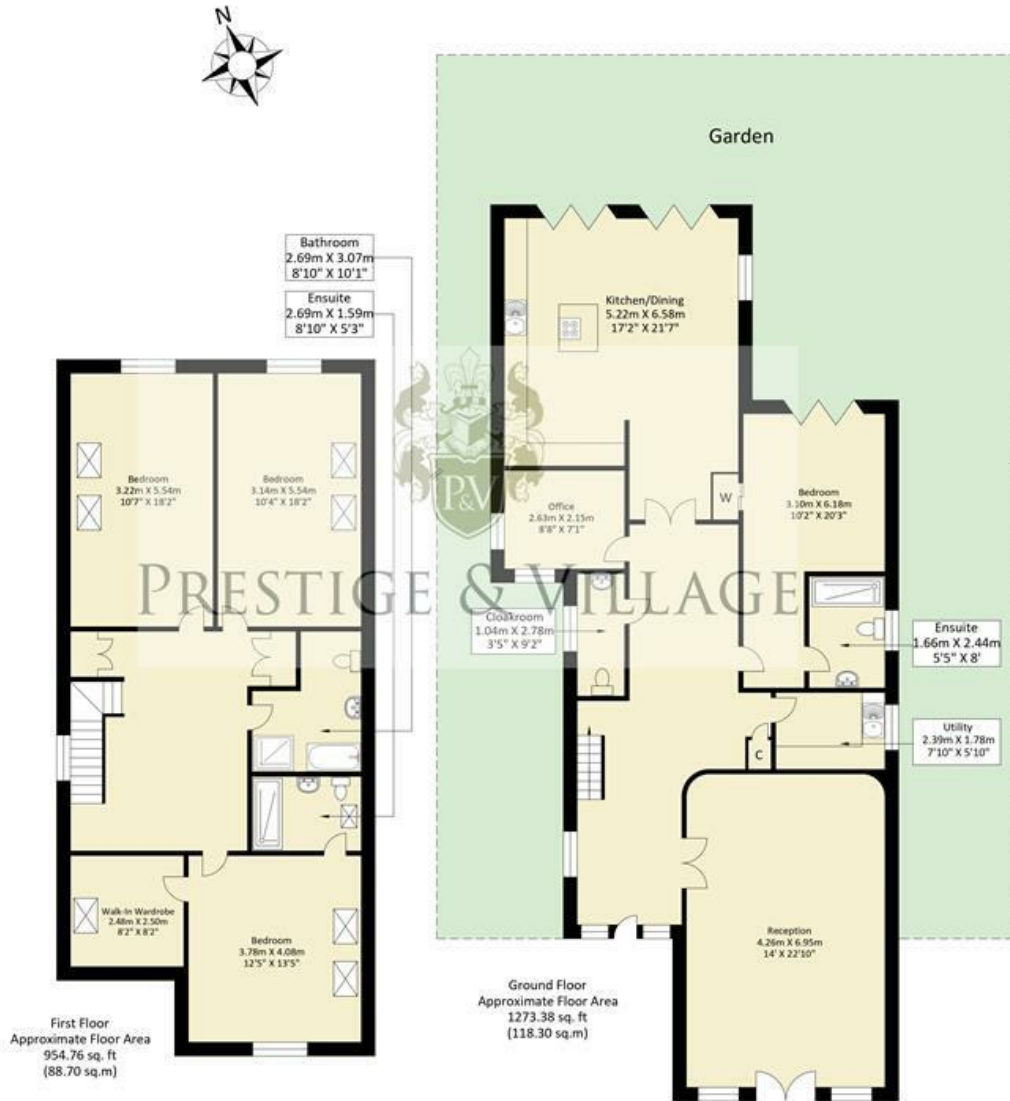 N
Garden
Bathroom
2.69m X 3.07m
8'10" X 10'1"
Ensuite
2.69m X 1.59m
8'10" X 5'3"
Kitchen/Dining
5.22m X 6.58m
17'2" X 21'7"
Bedroom
3.22m X 5.54m
10'7" X 18'2"
Bedroom
3.14m X 5.54m
10'4" X 18'2"
P&V
W
Bedroom
3.10m X 6.18m
10'2" X 20'3"
Office
2.63m X 2.15m
8'8" X 7'1"
PRESTIGE & VILLAGE
Cloakroom
1.04m X 2.78m
3'5" X 9'2"
Ensuite
1.66m X 2.44m
5'5" X 8'
Utility
2.39m X 1.78m
7'10" X 5'10"
C
Walk-In Wardrobe
2.48m X 2.50m
8'2" X 8'2"
Bedroom
3.78m X 4.08m
12'5" X 13'5"
Reception
4.26m X 6.95m
14' X 22'10"
First Floor
Approximate Floor Area
954.76 sq. ft
(88.70 sq.m)
Ground Floor
Approximate Floor Area
1273.38 sq. ft
(118.30 sq.m)